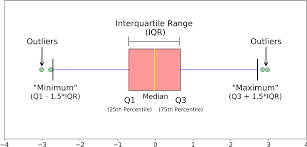 Interquartile Range
(IQR)
Outliers
Outliers
"Minimum"
(Q1 - 1.5*IQR)
"Maximum"
(Q3 + 1.5*IQR)
Median
Q1
Q3
(25th Percentile)
(75th Percentile)
−4
−3
−2
−1
0
1
2
3
4